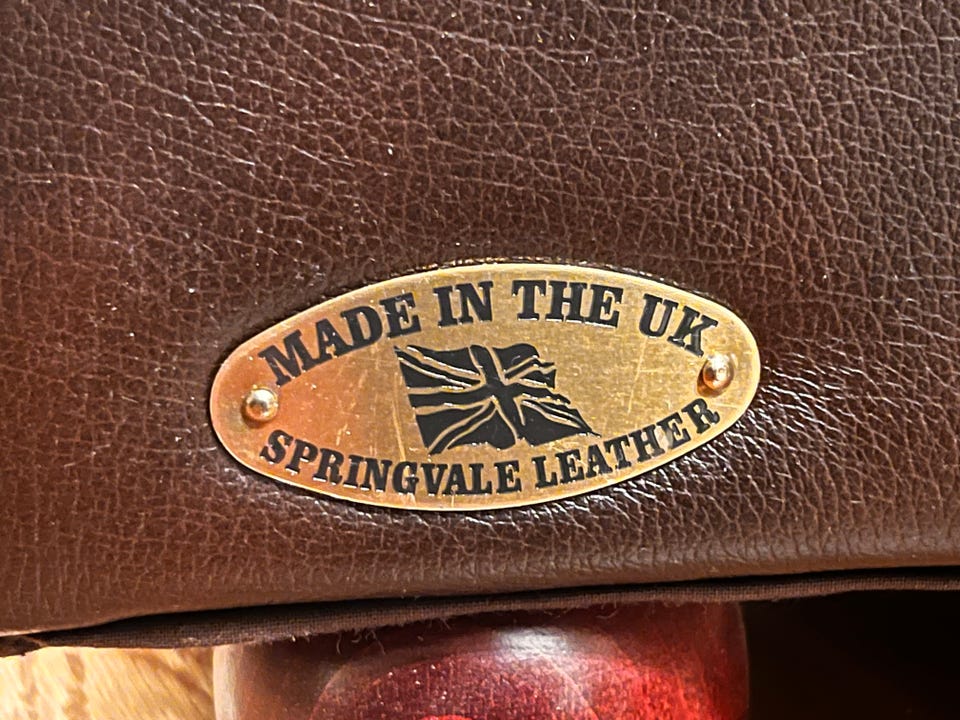 MADE IN THE UK
SPRINGVALE LEATHER